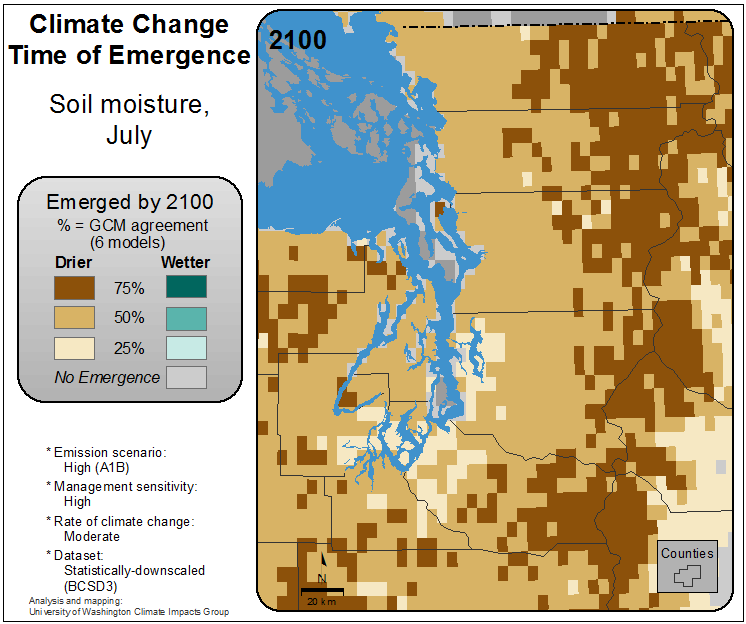 Climate Change
Time of Emergence
Soil moisture,
July
Emerged by 2100
% = GCM agreement
(6 models)
Drier Wetter
75%
50%
25%
No Emergence
* Emission scenario:
High (A1B)
* Management sensitivity:
High
* Rate of climate change:
Moderate
* Dataset:
Statistically-downscaled
(BCSD3)
Analysis and mapping:
University of Washington Climate Impacts Group
2100
N
20 km
Counties